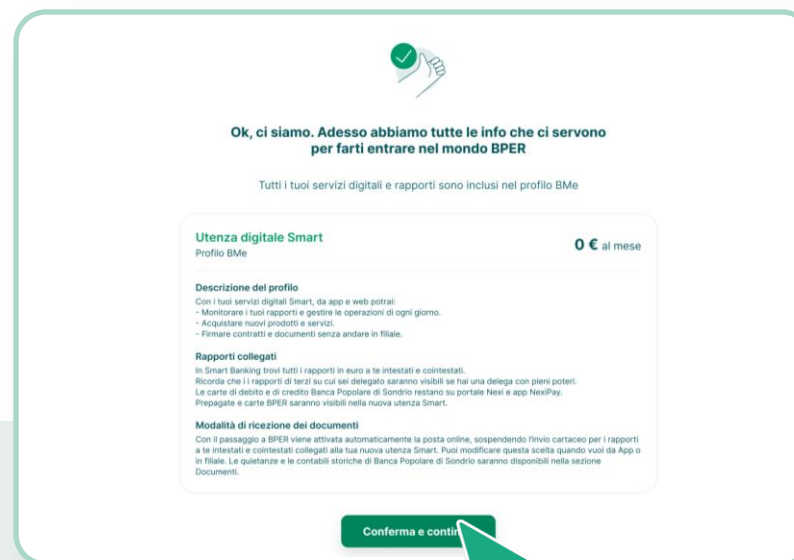 Ok, ci siamo. Adesso abbiamo tutte le info che ci servono
per farti entrare nel mondo BPER
Tutti i tuoi servizi digitali e rapporti sono inclusi nel profilo BMe
Utenza digitale Smart
Profilo BMe
0 € al mese
Descrizione del profilo
Con i tuoi servizi digitali Smart, da app e web potrai:
- Monitorare i tuoi rapporti e gestire le operazioni di ogni giorno.
- Acquistare nuovi prodotti e servizi.
- Firmare contratti e documenti senza andare in filiale.
Rapporti collegati
In Smart Banking trovi tutti i rapporti in euro a te intestati e cointestati.
Ricorda che i i rapporti di terzi su cui sei delegato saranno visibili se hai una delega con pieni poteri.
Le carte di debito e di credito Banca Popolare di Sondrio restano su portale Nexi e app NexiPay.
Prepagate e carte BPER saranno visibili nella nuova utenza Smart.
Modalità di ricezione dei documenti
Con il passaggio a BPER viene attivata automaticamente la posta online, sospendendo l'invio cartaceo per i rapporti
a te intestati e cointestati collegati alla tua nuova utenza Smart. Puoi modificare questa scelta quando vuoi da App o
in filiale. Le quietanze e le contabili storiche di Banca Popolare di Sondrio saranno disponibili nella sezione
Documenti.
Conferma e